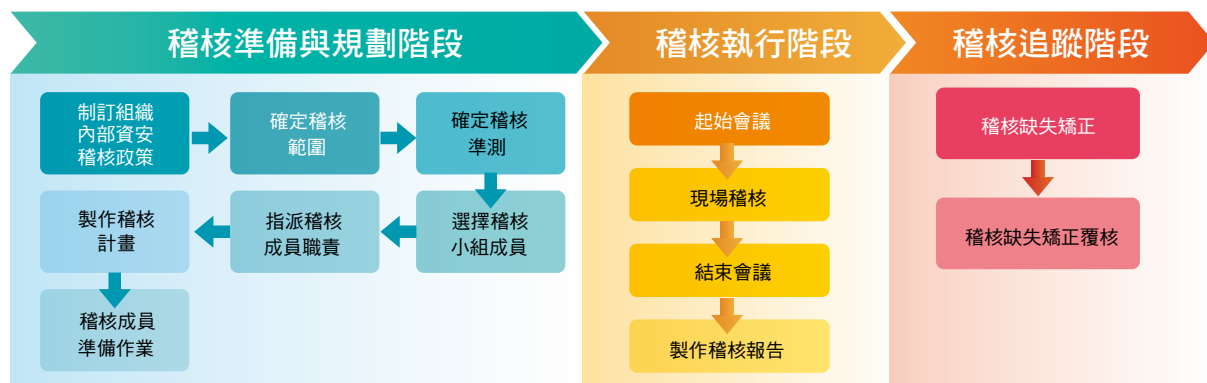 稽核準備與規劃階段
制訂組織
內部資安
稽核政策
確定稽核
範圍
確定稽核
準測
選擇稽核
小組成員
指派稽核
成員職責
製作稽核
計畫
稽核成員
準備作業
稽核執行階段
起始會議
現場稽核
結束會議
製作稽核報告
稽核追蹤階段
稽核缺失矯正
稽核缺失矯正覆核